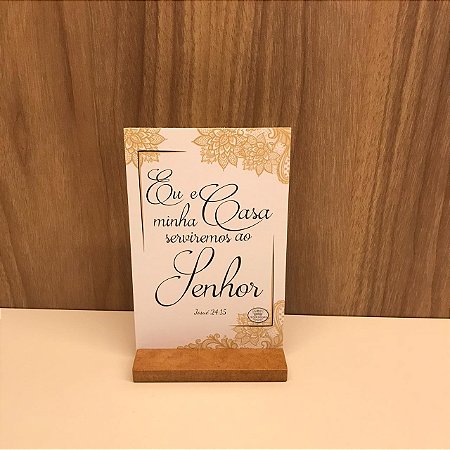 Eu e
minha Casa
serviremos ao
Senhor
Josué 24:15